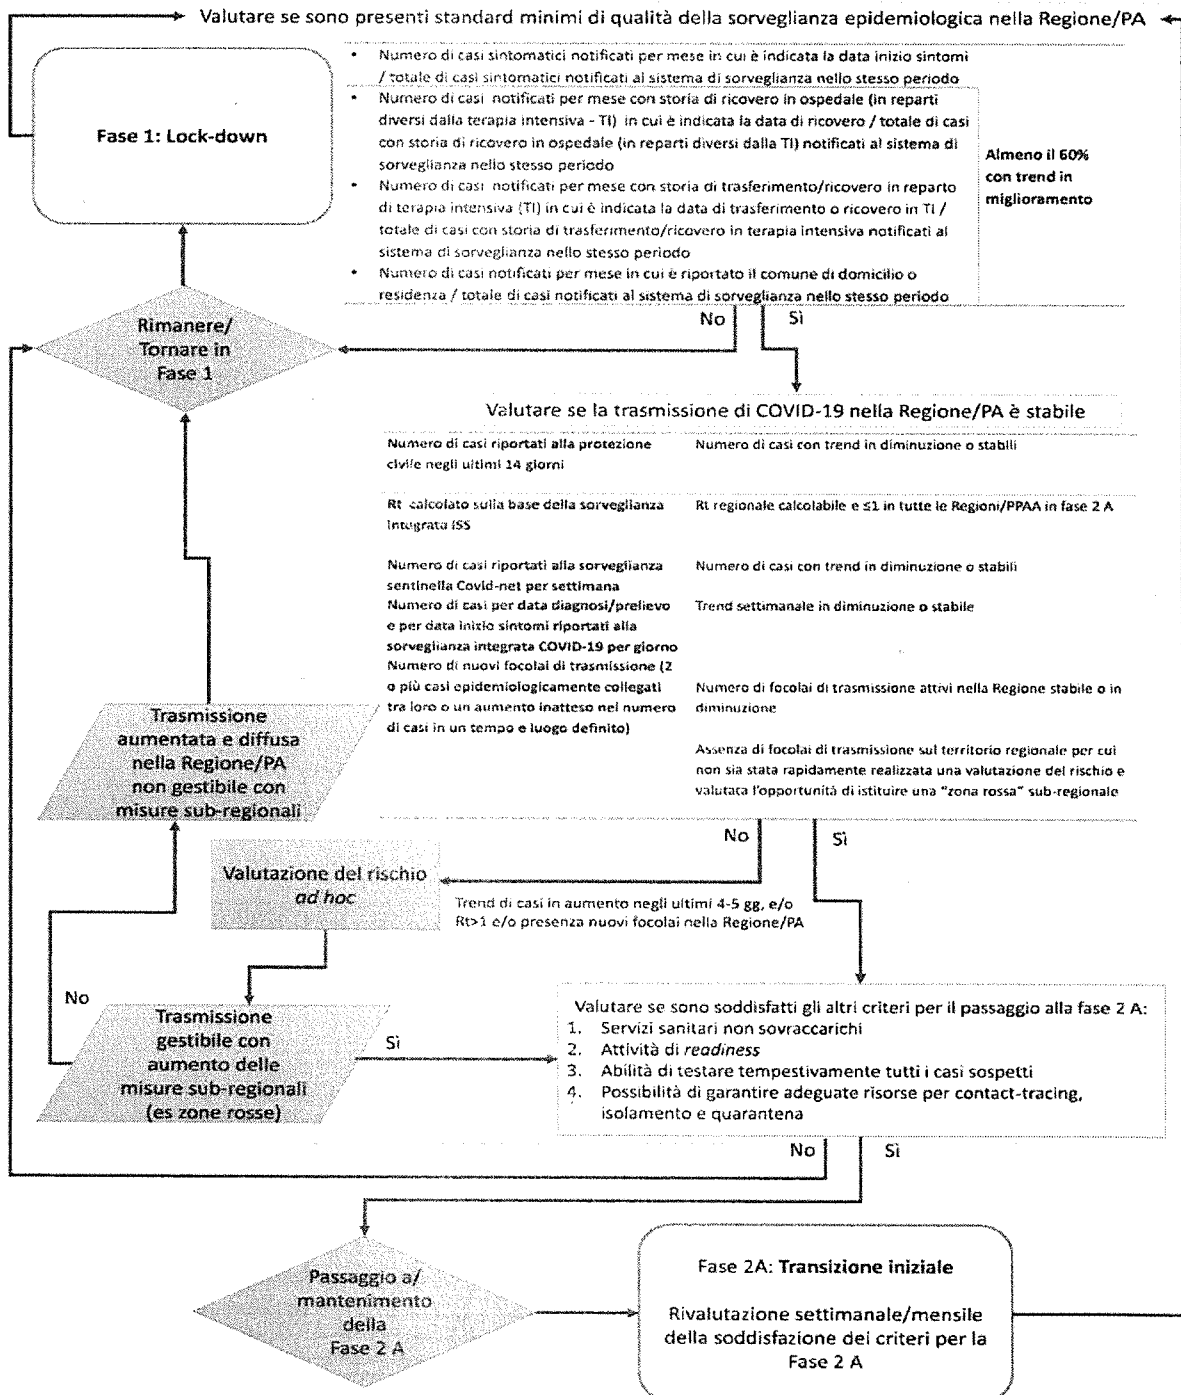 Valutare se sono presenti standard minimi di qualità della sorveglianza epidemiologica nella Regione/PA
Fase 1: Lock-down
• Numero di casi sintomatici notificati per mese in cui è indicata la data inizio sintomi
/ totale di casi sintomatici notificati al sistema di sorveglianza nello stesso periodo
• Numero di casi notificati per mese con storia di ricovero in ospedale (in reparti
diversi dalla terapia intensiva - TI) in cui è indicata la data di ricovero / totale di casi
con storia di ricovero in ospedale (in reparti diversi dalla TI) notificati al sistema di
sorveglianza nello stesso periodo
• Numero di casi notificati per mese con storia di trasferimento/ricovero in reparto
di terapia intensiva (TI) in cui è indicata la data di trasferimento o ricovero in TI /
totale di casi con storia di trasferimento/ricovero in terapia intensiva notificati al
sistema di sorveglianza nello stesso periodo
• Numero di casi notificati per mese in cui è riportato il comune di domicilio o
residenza / totale di casi notificati al sistema di sorveglianza nello stesso periodo
Almeno il 60%
con trend in
miglioramento
No
Sì
Rimanere/
Tornare in
Fase 1
Valutare se la trasmissione di COVID-19 nella Regione/PA è stabile
Numero di casi riportati alla protezione
civile negli ultimi 14 giorni
Numero di casi con trend in diminuzione o stabili
Rt calcolato sulla base della sorveglianza
integrata ISS
Rt regionale calcolabile e ≤1 in tutte le Regioni/PPAA in fase 2 A
Numero di casi riportati alla sorveglianza
sentinella Covid-net per settimana
Numero di casi con trend in diminuzione o stabili
Numero di casi per data diagnosi/prelievo
e per data inizio sintomi riportati alla
sorveglianza integrata COVID-19 per giorno
Trend settimanale in diminuzione o stabile
Numero di nuovi focolai di trasmissione (2
o più casi epidemiologicamente collegati
tra loro o un aumento inatteso nel numero
di casi in un tempo e luogo definito)
Numero di focolai di trasmissione attivi nella Regione stabile o in
diminuzione
Assenza di focolai di trasmissione sul territorio regionale per cui
non sia stata rapidamente realizzata una valutazione del rischio e
valutata l'opportunità di istituire una "zona rossa" sub-regionale
Trasmissione
aumentata e diffusa
nella Regione/PA
non gestibile con
misure sub-regionali
No
Sì
Valutazione del rischio
ad hoc
Trend di casi in aumento negli ultimi 4-5 gg, e/o
Rt>1 e/o presenza nuovi focolai nella Regione/PA
No
Trasmissione
gestibile con
aumento delle
misure sub-regionali
(es zone rosse)
Sì
Valutare se sono soddisfatti gli altri criteri per il passaggio alla fase 2 A:
1. Servizi sanitari non sovraccarichi
2. Attività di readiness
3. Abilità di testare tempestivamente tutti i casi sospetti
4. Possibilità di garantire adeguate risorse per contact-tracing,
isolamento e quarantena
No
Sì
Passaggio a/
mantenimento
della
Fase 2 A
Fase 2A: Transizione iniziale
Rivalutazione settimanale/mensile
della soddisfazione dei criteri per la
Fase 2 A